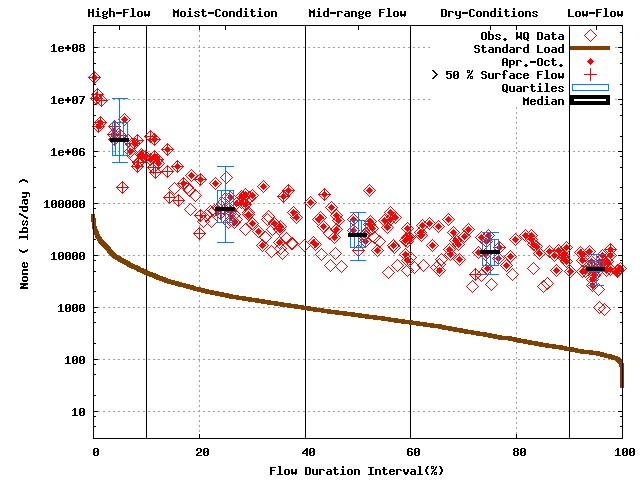 High-Flow Moist-Condition Mid-range Flow Dry-Conditions Low-Flow
Obs. WQ Data
Standard Load
Apr.-Oct.
> 50 % Surface Flow
Quartiles
Median
None ( lbs/day )
1e+08
1e+07
1e+06
100000
10000
1000
100
10
0 20 40 60 80 100
Flow Duration Interval(%)